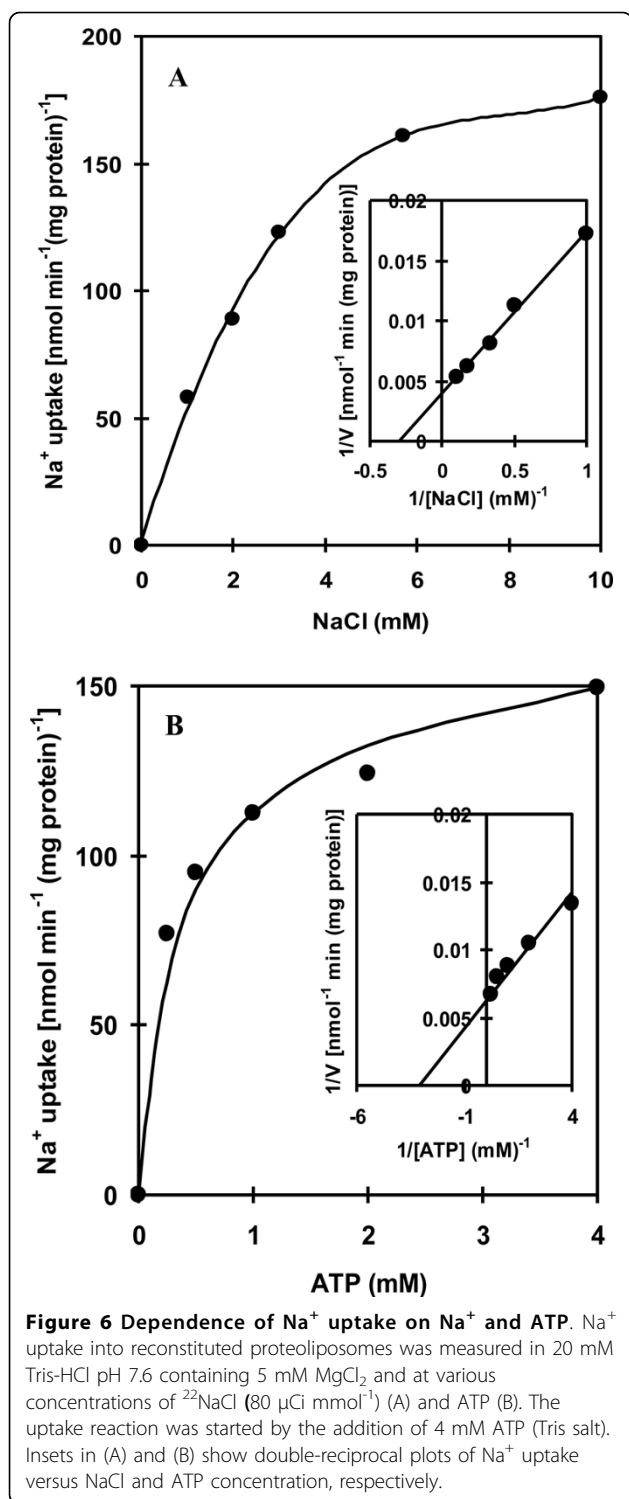 A
Na⁺ uptake [nmol min⁻¹(mg protein)⁻¹]
200
150
100
50
0
0 2 4 6 8 10
NaCl (mM)
1/V [nmol⁻¹ min (mg protein)]
0.02
0.015
0.01
0.005
0
-0.5 0 0.5 1
1/[NaCl] (mM)⁻¹
B
Na⁺ uptake [nmol min⁻¹ (mg protein)⁻¹]
150
100
50
0
0 1 2 3 4
ATP (mM)
1/V [nmol⁻¹ min (mg protein)]
0.02
0.015
0.01
0.005
0
-6 -1 4
1/[ATP] (mM)⁻¹
Figure 6 Dependence of Na⁺ uptake on Na⁺ and ATP. Na⁺
uptake into reconstituted proteoliposomes was measured in 20 mM
Tris-HCl pH 7.6 containing 5 mM MgCl₂ and at various
concentrations of ²²NaCl (80 μCi mmol⁻¹) (A) and ATP (B). The
uptake reaction was started by the addition of 4 mM ATP (Tris salt).
Insets in (A) and (B) show double-reciprocal plots of Na⁺ uptake
versus NaCl and ATP concentration, respectively.